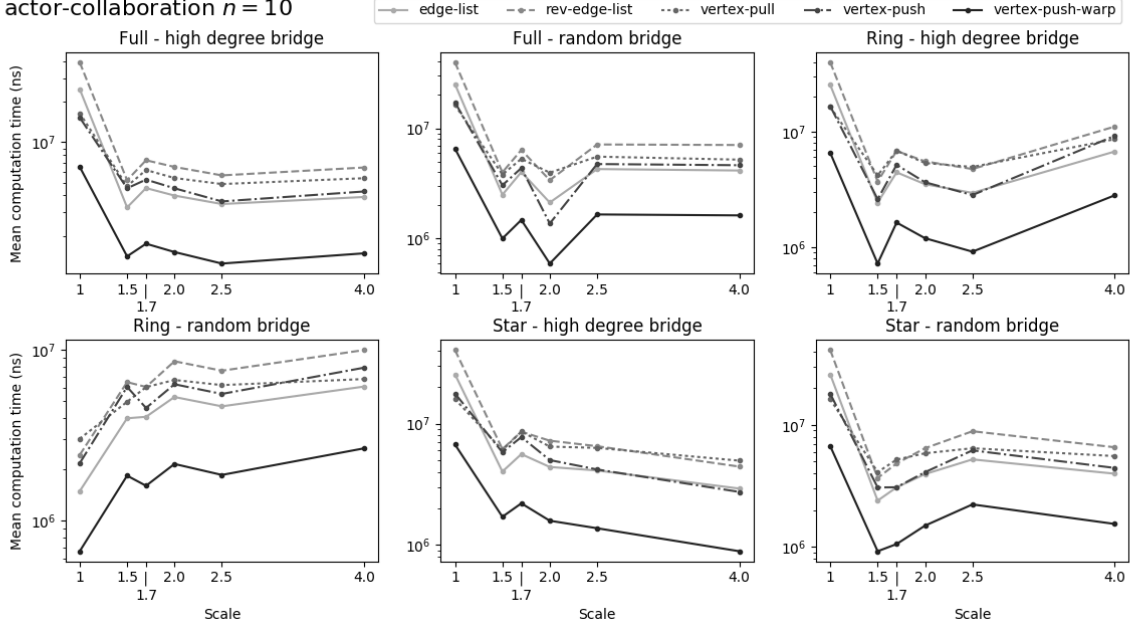 actor-collaboration n = 10
edge-list rev-edge-list vertex-pull vertex-push vertex-push-warp
Full - high degree bridge
Full - random bridge
Ring - high degree bridge
Mean computation time (ns)
10^7
10^7
10^6
10^7
10^6
1 1.5 | 2.0 2.5 4.0
1.7
1 1.5 | 2.0 2.5 4.0
1.7
1 1.5 | 2.0 2.5 4.0
1.7
Ring - random bridge
Star - high degree bridge
Star - random bridge
Mean computation time (ns)
10^7
10^6
10^7
10^6
10^7
10^6
1 1.5 | 2.0 2.5 4.0
1.7
1 1.5 | 2.0 2.5 4.0
1.7
1 1.5 | 2.0 2.5 4.0
1.7
Scale
Scale
Scale